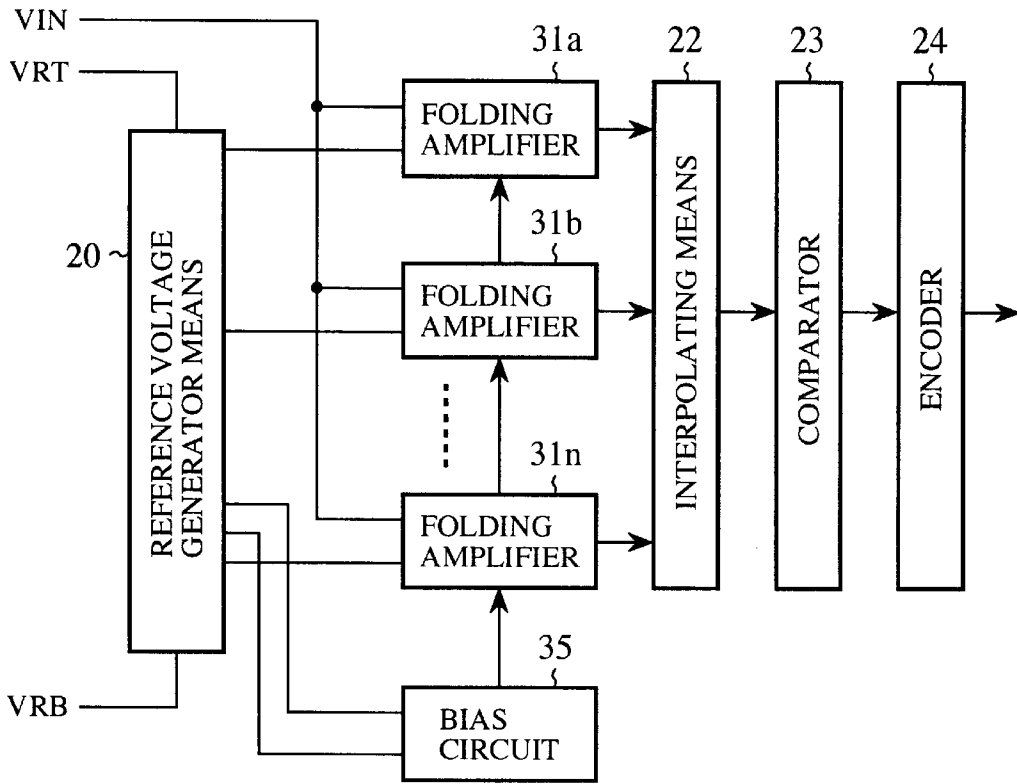 VIN
VRT
20
REFERENCE VOLTAGE
GENERATOR MEANS
VRB
31a
FOLDING
AMPLIFIER
31b
FOLDING
AMPLIFIER
31n
FOLDING
AMPLIFIER
35
BIAS
CIRCUIT
22
INTERPOLATING MEANS
23
COMPARATOR
24
ENCODER